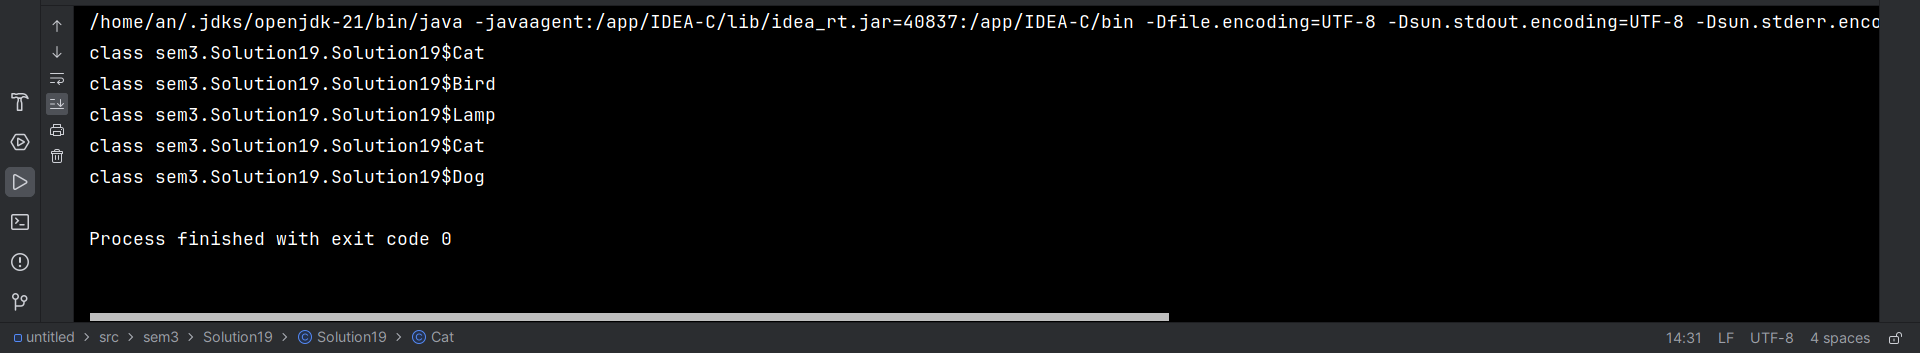 /home/an/.jdks/openjdk-21/bin/java -javaagent:/app/IDEA-C/lib/idea_rt.jar=40837:/app/IDEA-C/bin -Dfile.encoding=UTF-8 -Dsun.stdout.encoding=UTF-8 -Dsun.stderr.enco
class sem3.Solution19.Solution19$Cat
class sem3.Solution19.Solution19$Bird
class sem3.Solution19.Solution19$Lamp
class sem3.Solution19.Solution19$Cat
class sem3.Solution19.Solution19$Dog
Process finished with exit code 0
untitled > src > sem3 > Solution19 > Solution19 > Cat 14:31 LF UTF-8 4 spaces